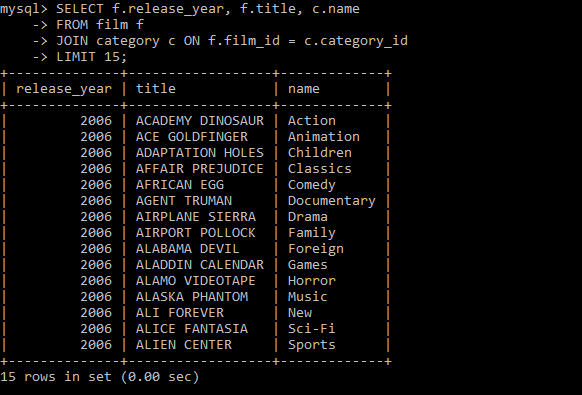 mysql> SELECT f.release_year, f.title, c.name
    -> FROM film f
    -> JOIN category c ON f.film_id = c.category_id
    -> LIMIT 15;
+--------------+------------------+-------------+
| release_year | title            | name        |
+--------------+------------------+-------------+
|         2006 | ACADEMY DINOSAUR | Action      |
|         2006 | ACE GOLDFINGER   | Animation   |
|         2006 | ADAPTATION HOLES | Children    |
|         2006 | AFFAIR PREJUDICE | Classics    |
|         2006 | AFRICAN EGG      | Comedy      |
|         2006 | AGENT TRUMAN     | Documentary |
|         2006 | AIRPLANE SIERRA  | Drama       |
|         2006 | AIRPORT POLLOCK  | Family      |
|         2006 | ALABAMA DEVIL    | Foreign     |
|         2006 | ALADDIN CALENDAR | Games       |
|         2006 | ALAMO VIDEOTAPE  | Horror      |
|         2006 | ALASKA PHANTOM   | Music       |
|         2006 | ALI FOREVER      | New         |
|         2006 | ALICE FANTASIA   | Sci-Fi      |
|         2006 | ALIEN CENTER     | Sports      |
+--------------+------------------+-------------+
15 rows in set (0.00 sec)